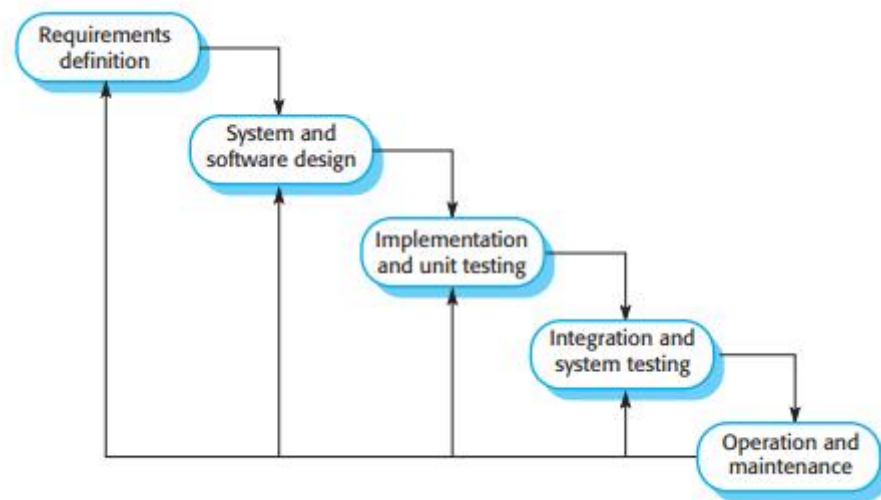 Requirements
definition
System and
software design
Implementation
and unit testing
Integration and
system testing
Operation and
maintenance